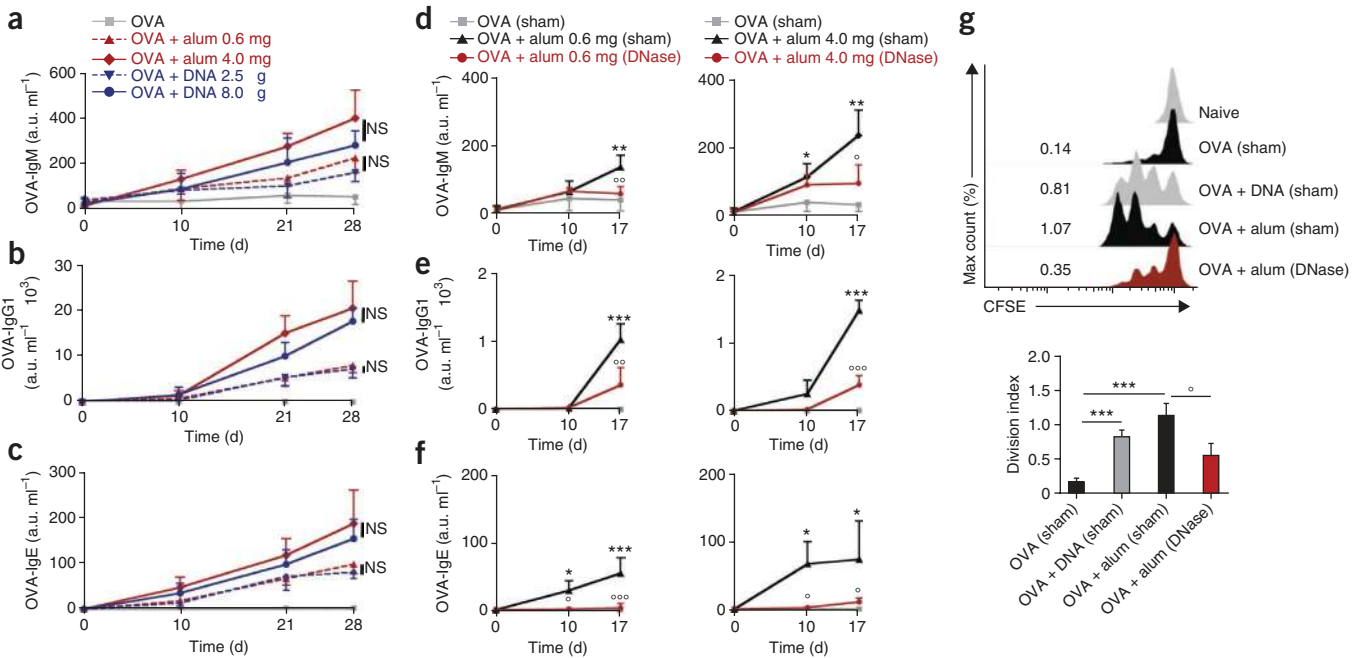 a
OVA
OVA + alum 0.6 mg
OVA + alum 4.0 mg
OVA + DNA 2.5 g
OVA + DNA 8.0 g
OVA-IgM (a.u. ml–1)
600
400
200
0
NS
NS
0 10 21 28
Time (d)
b
OVA-IgG1
(a.u. ml–1 103)
30
20
10
0
NS
NS
0 10 21 28
Time (d)
c
OVA-IgE (a.u. ml–1)
300
200
100
0
NS
NS
0 10 21 28
Time (d)
d
OVA (sham)
OVA + alum 0.6 mg (sham)
OVA + alum 0.6 mg (DNase)
OVA-IgM (a.u. ml–1)
400
200
0
**
°°
0 10 17
Time (d)
OVA (sham)
OVA + alum 4.0 mg (sham)
OVA + alum 4.0 mg (DNase)
400
200
0
*
**
°
0 10 17
Time (d)
e
OVA-IgG1
(a.u. ml–1 103)
2
1
0
***
°°
0 10 17
Time (d)
2
1
0
***
°°°
0 10 17
Time (d)
f
OVA-IgE (a.u. ml–1)
200
100
0
*
***
°
°°°
0 10 17
Time (d)
200
100
0
*
*
°
°
0 10 17
Time (d)
g
Max count (%)
Naive
0.14 OVA (sham)
0.81 OVA + DNA (sham)
1.07 OVA + alum (sham)
0.35 OVA + alum (DNase)
CFSE
Division index
2.0
1.5
1.0
0.5
0
***
***
°
OVA (sham)
OVA + DNA (sham)
OVA + alum (sham)
OVA + alum (DNase)